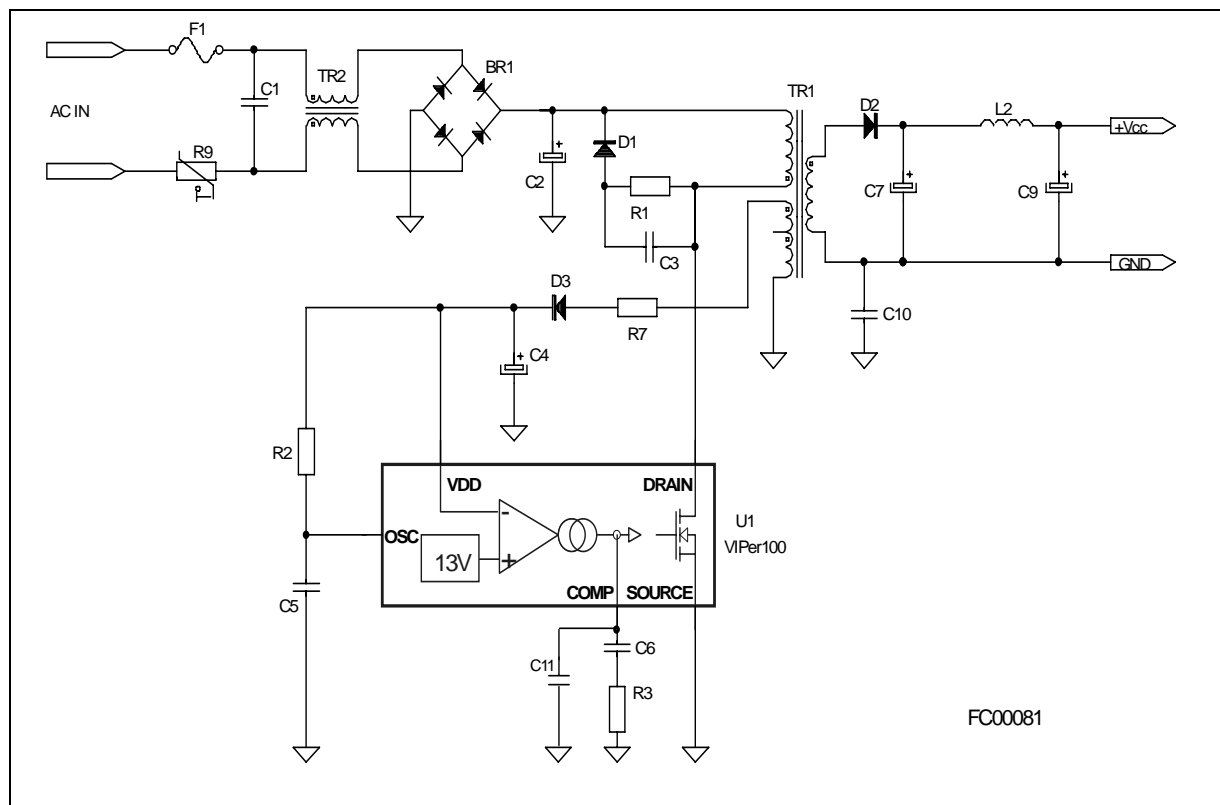 F1
TR2
BR1
C1
AC IN
R9
T°
C2
D1
R1
C3
TR1
D2
L2
+Vcc
C7
C9
GND
C10
D3
R7
C4
R2
VDD
DRAIN
OSC
-
+
13V
COMP
SOURCE
U1
VIPer100
C5
C11
C6
R3
FC00081